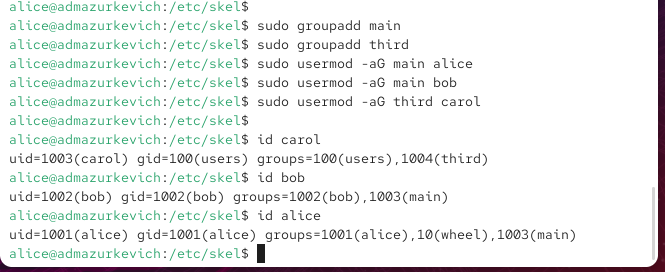 alice@admazurkevich:/etc/skel$
alice@admazurkevich:/etc/skel$ sudo groupadd main
alice@admazurkevich:/etc/skel$ sudo groupadd third
alice@admazurkevich:/etc/skel$ sudo usermod -aG main alice
alice@admazurkevich:/etc/skel$ sudo usermod -aG main bob
alice@admazurkevich:/etc/skel$ sudo usermod -aG third carol
alice@admazurkevich:/etc/skel$
alice@admazurkevich:/etc/skel$ id carol
uid=1003(carol) gid=100(users) groups=100(users),1004(third)
alice@admazurkevich:/etc/skel$ id bob
uid=1002(bob) gid=1002(bob) groups=1002(bob),1003(main)
alice@admazurkevich:/etc/skel$ id alice
uid=1001(alice) gid=1001(alice) groups=1001(alice),10(wheel),1003(main)
alice@admazurkevich:/etc/skel$